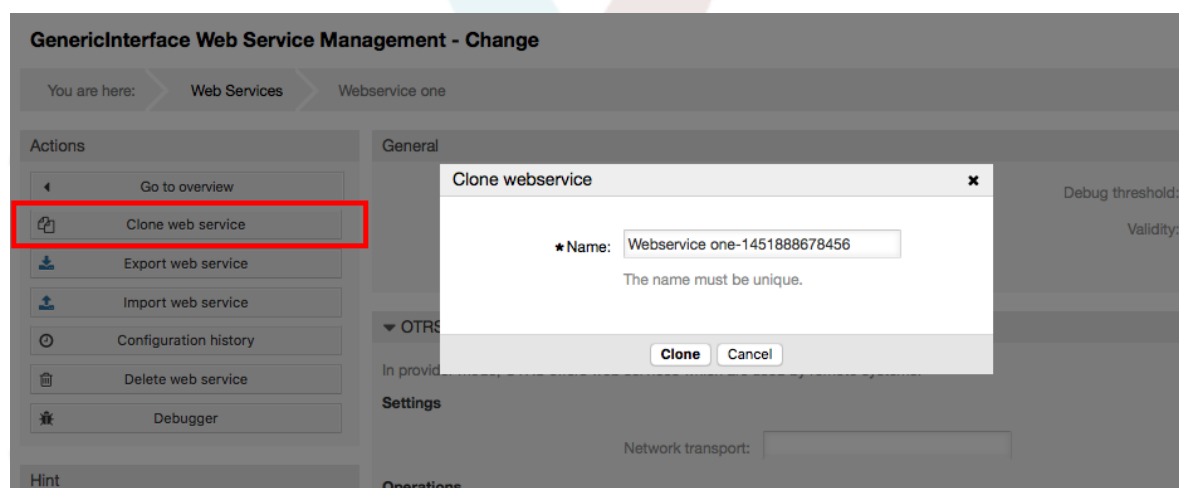 GenericInterface Web Service Management - Change
You are here:
Web Services
Webservice one
Actions
Go to overview
Clone web service
Export web service
Import web service
Configuration history
Delete web service
Debugger
Hint
General
Debug threshold:
Validity:
Clone webservice
* Name: Webservice one-1451888678456
The name must be unique.
Clone
Cancel
OTRS
In provid
Settings
Network transport:
Operations